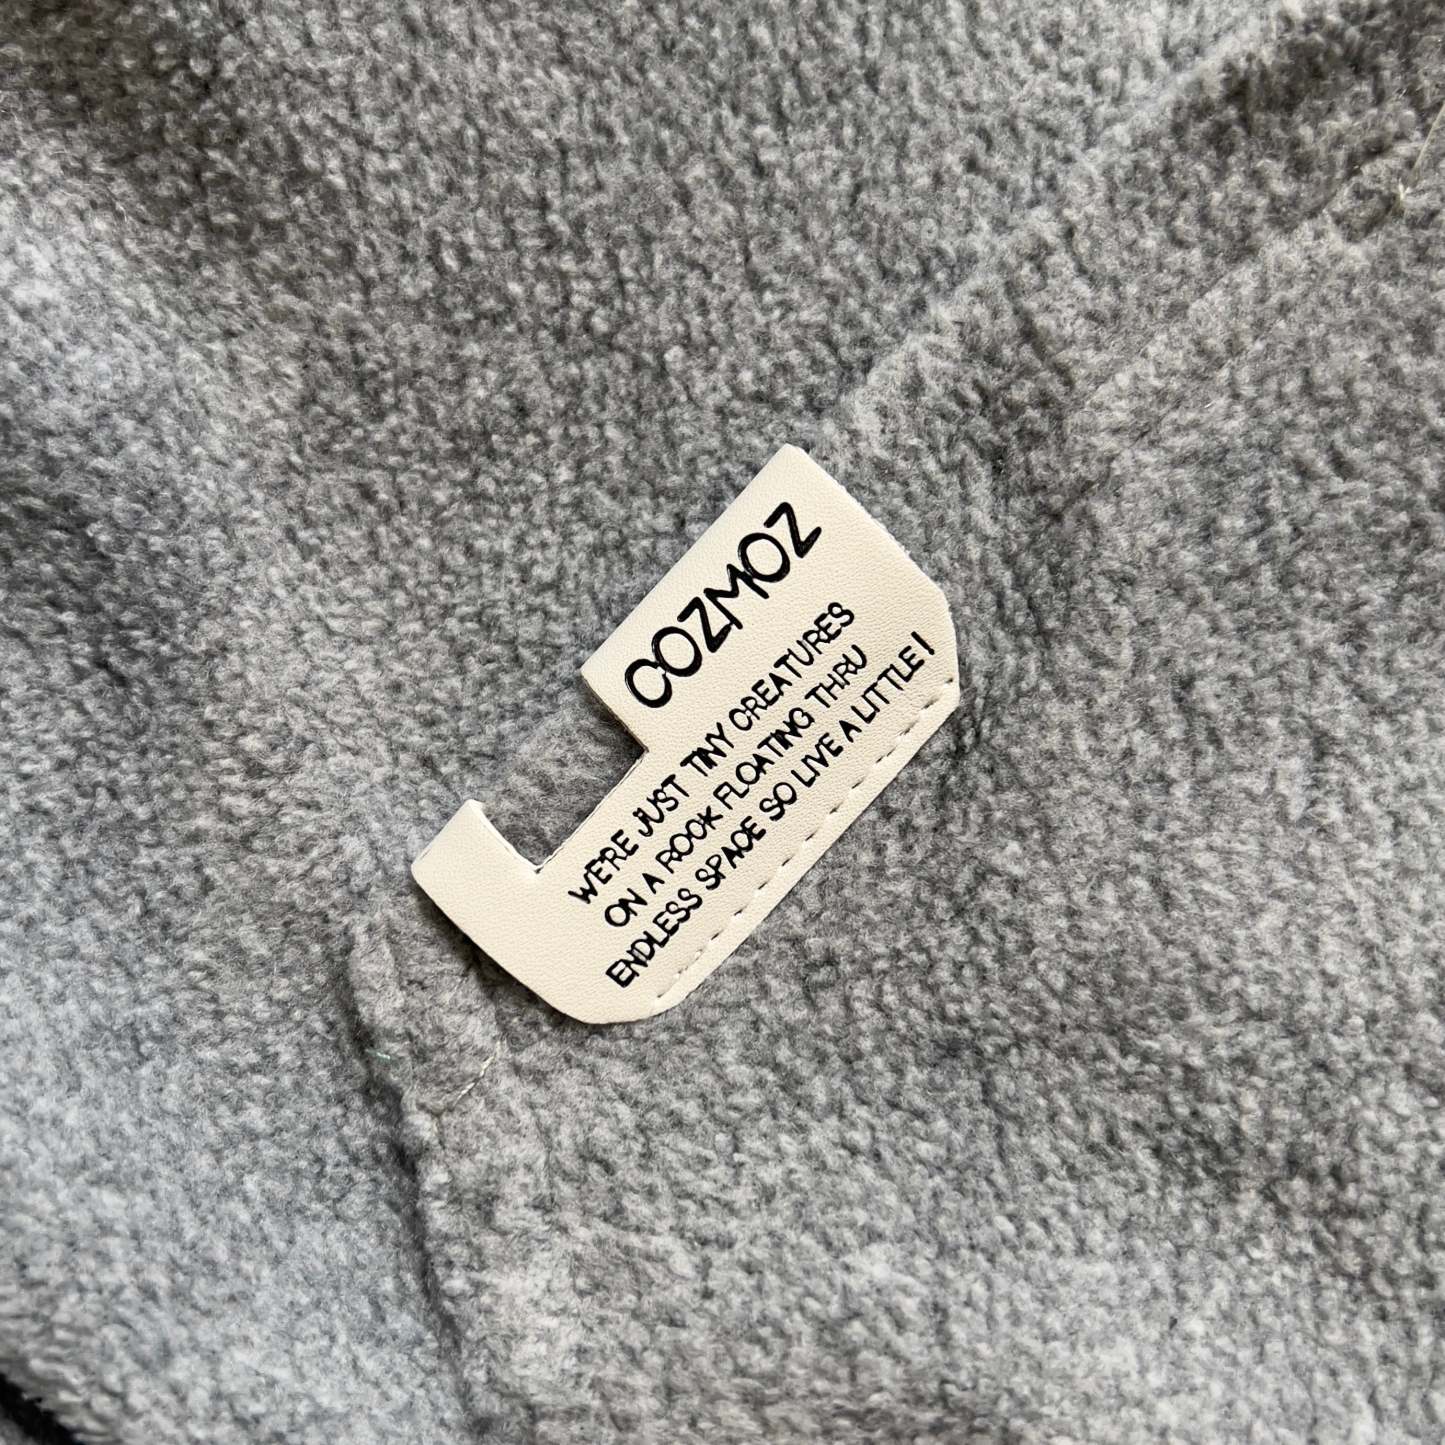 COZMOZ
WE'RE JUST TINY CREATURES
ON A ROCK FLOATING THRU
ENDLESS SPACE SO LIVE A LITTLE!